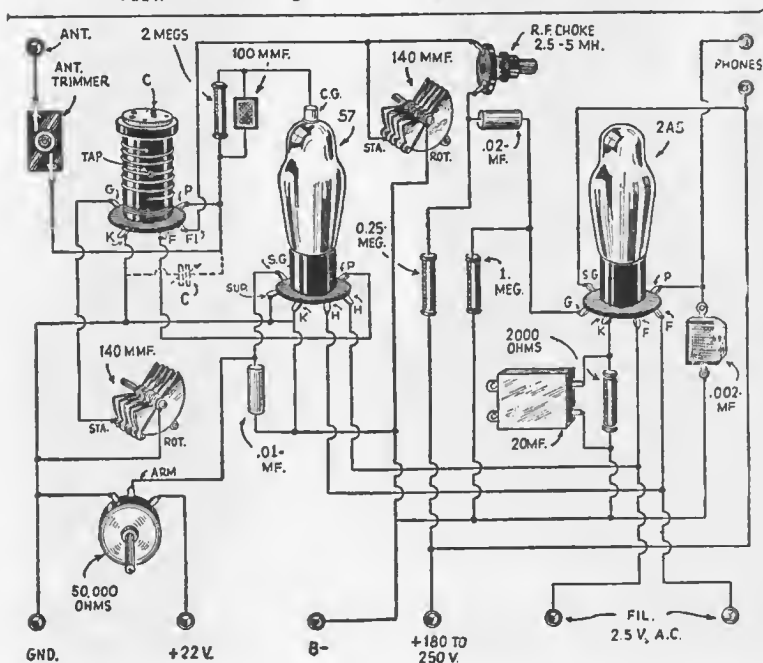 ANT.
ANT.
TRIMMER
2 MEGS
C
TAP
G
P
K
F
F1
C
100 MMF.
C.G.
57
140 MMF.
STA.
ROT.
R.F. CHOKE
2.5-5 MH.
PHONES
.02-
MF.
2A5
0.25-
MEG.
1.
MEG.
S.G
P
SUP.
K
H
H
S.G
P
G
K
F
F
140 MMF.
STA.
ROT.
.01-
MF.
2000
OHMS
20MF.
.002-
MF
ARM
50,000
OHMS
GND.
+22 V.
B-
+180 TO
250 V.
FIL.
2.5 V, A.C.